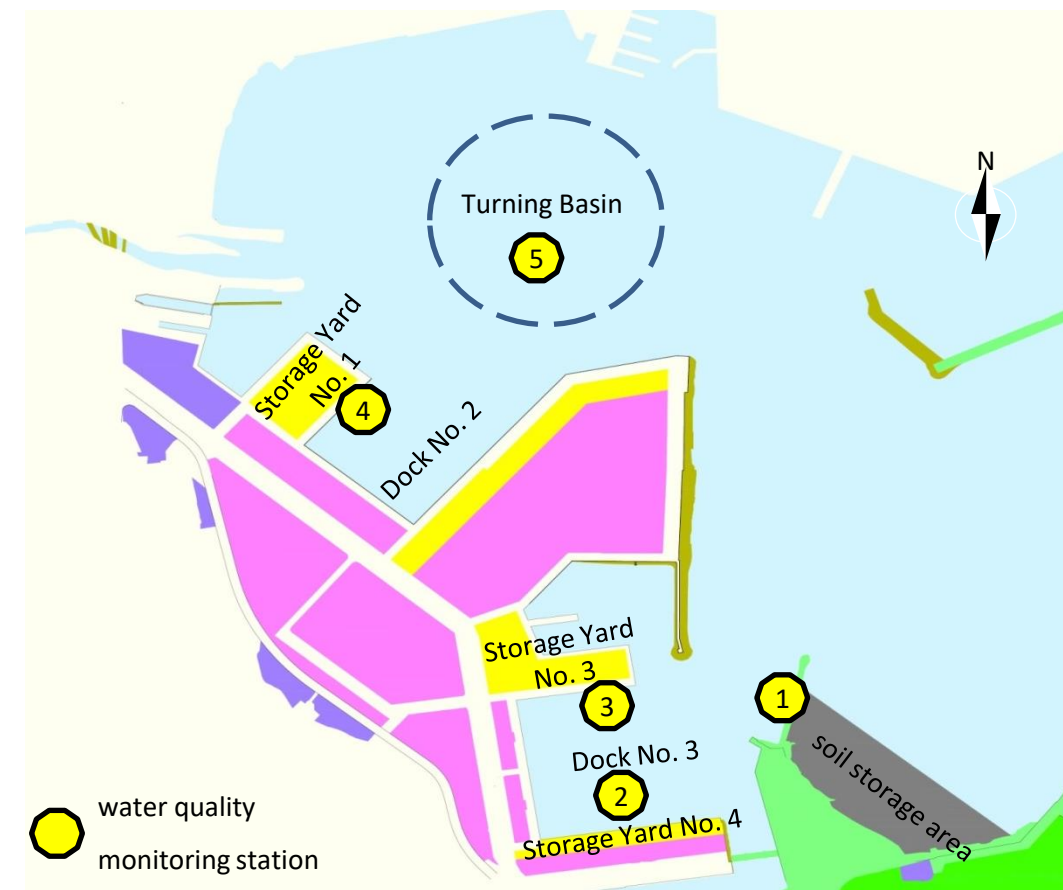 N
Turning Basin
5
Storage Yard
No. 1
4
Dock No. 2
Storage Yard
No. 3
3
1
Dock No. 3
soil storage area
2
Storage Yard No. 4
water quality
monitoring station